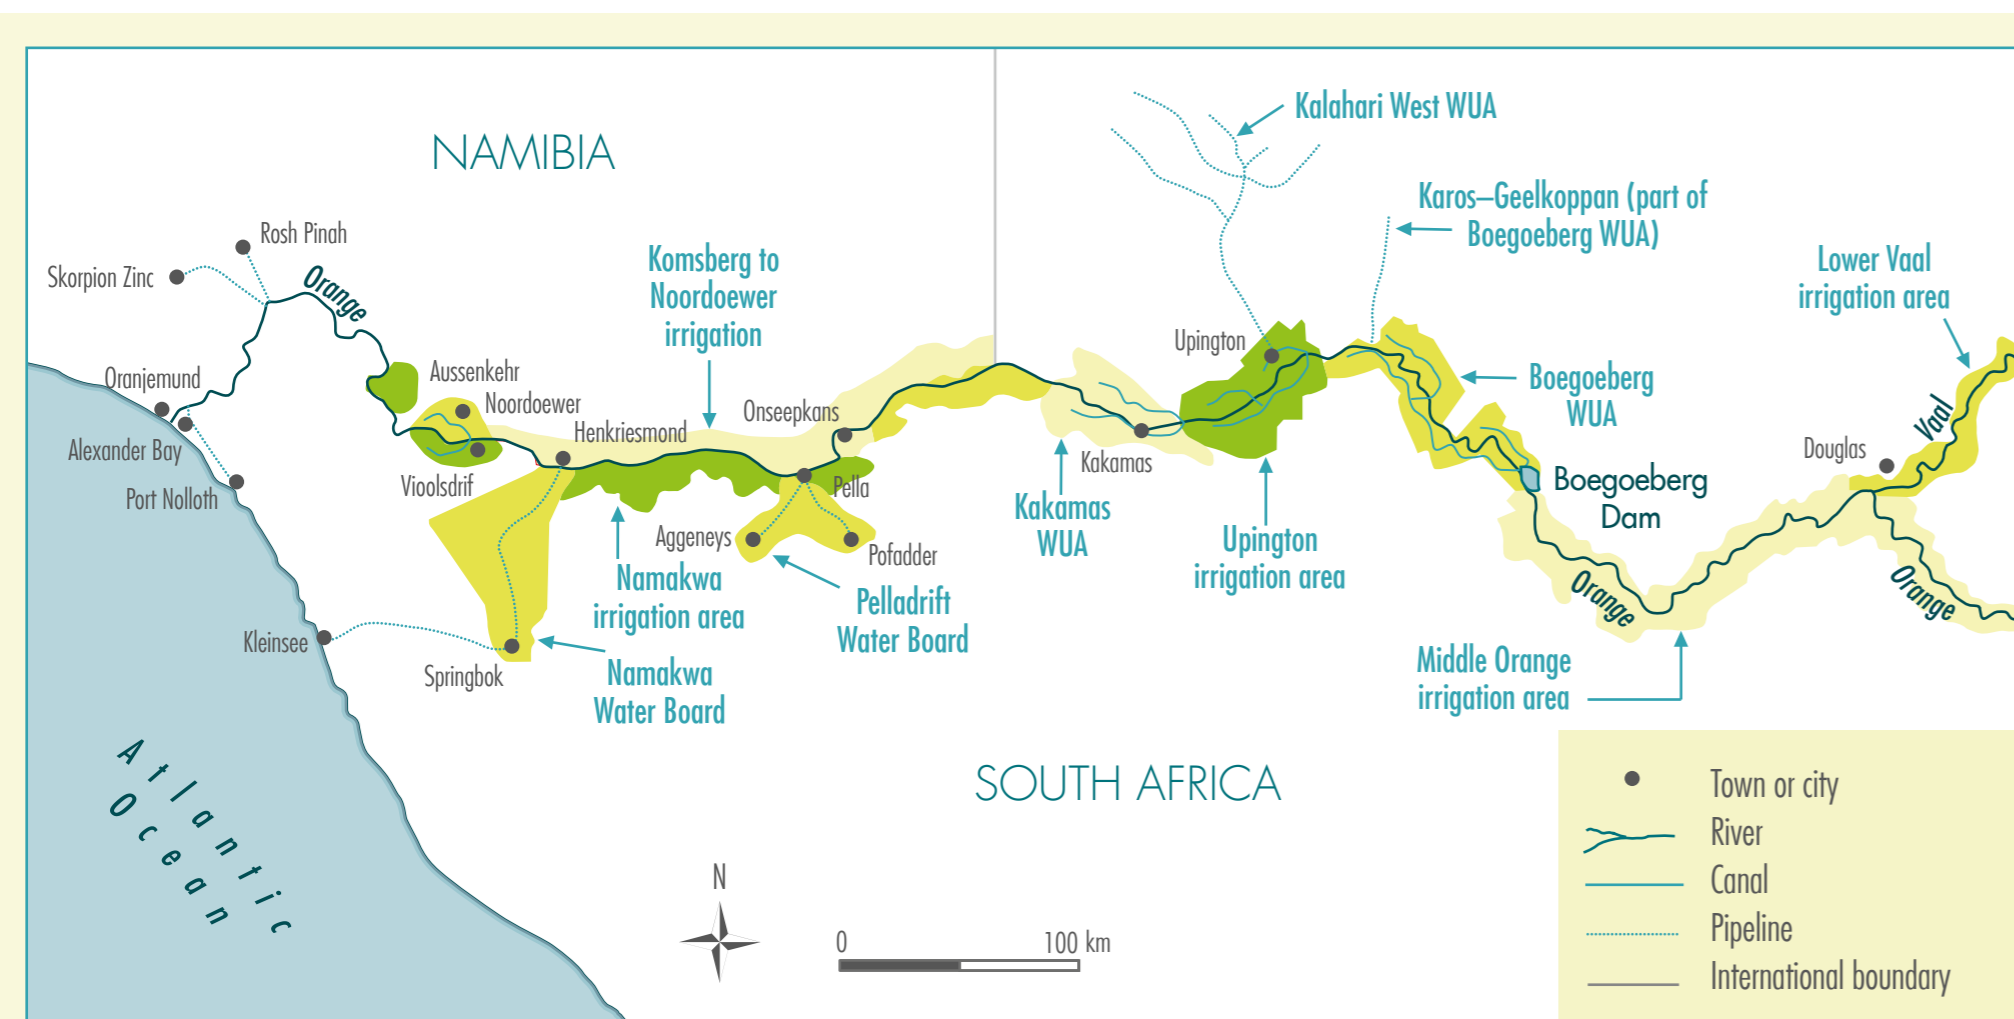 NAMIBIA
Kalahari West WUA
Karos–Geelkoppan (part of
Boegoeberg WUA)
Rosh Pinah
Skorpion Zinc
Orange
Komsberg to
Noordoewer
irrigation
Lower Vaal
irrigation area
Upington
Oranjemund
Aussenkehr
Noordoewer
Onseepkans
Boegoeberg
WUA
Vaal
Henkriesmond
Alexander Bay
Kakamas
Douglas
Vioolsdrif
Pella
Port Nolloth
Boegoeberg
Dam
Kakamas
WUA
Aggeneys
Pofadder
Upington
irrigation area
Namakwa
irrigation area
Orange
Orange
Pelladrift
Water Board
Kleinsee
Springbok
Namakwa
Water Board
Middle Orange
irrigation area
Atlantic
Ocean
SOUTH AFRICA
N
0 100 km
Town or city
River
Canal
Pipeline
International boundary